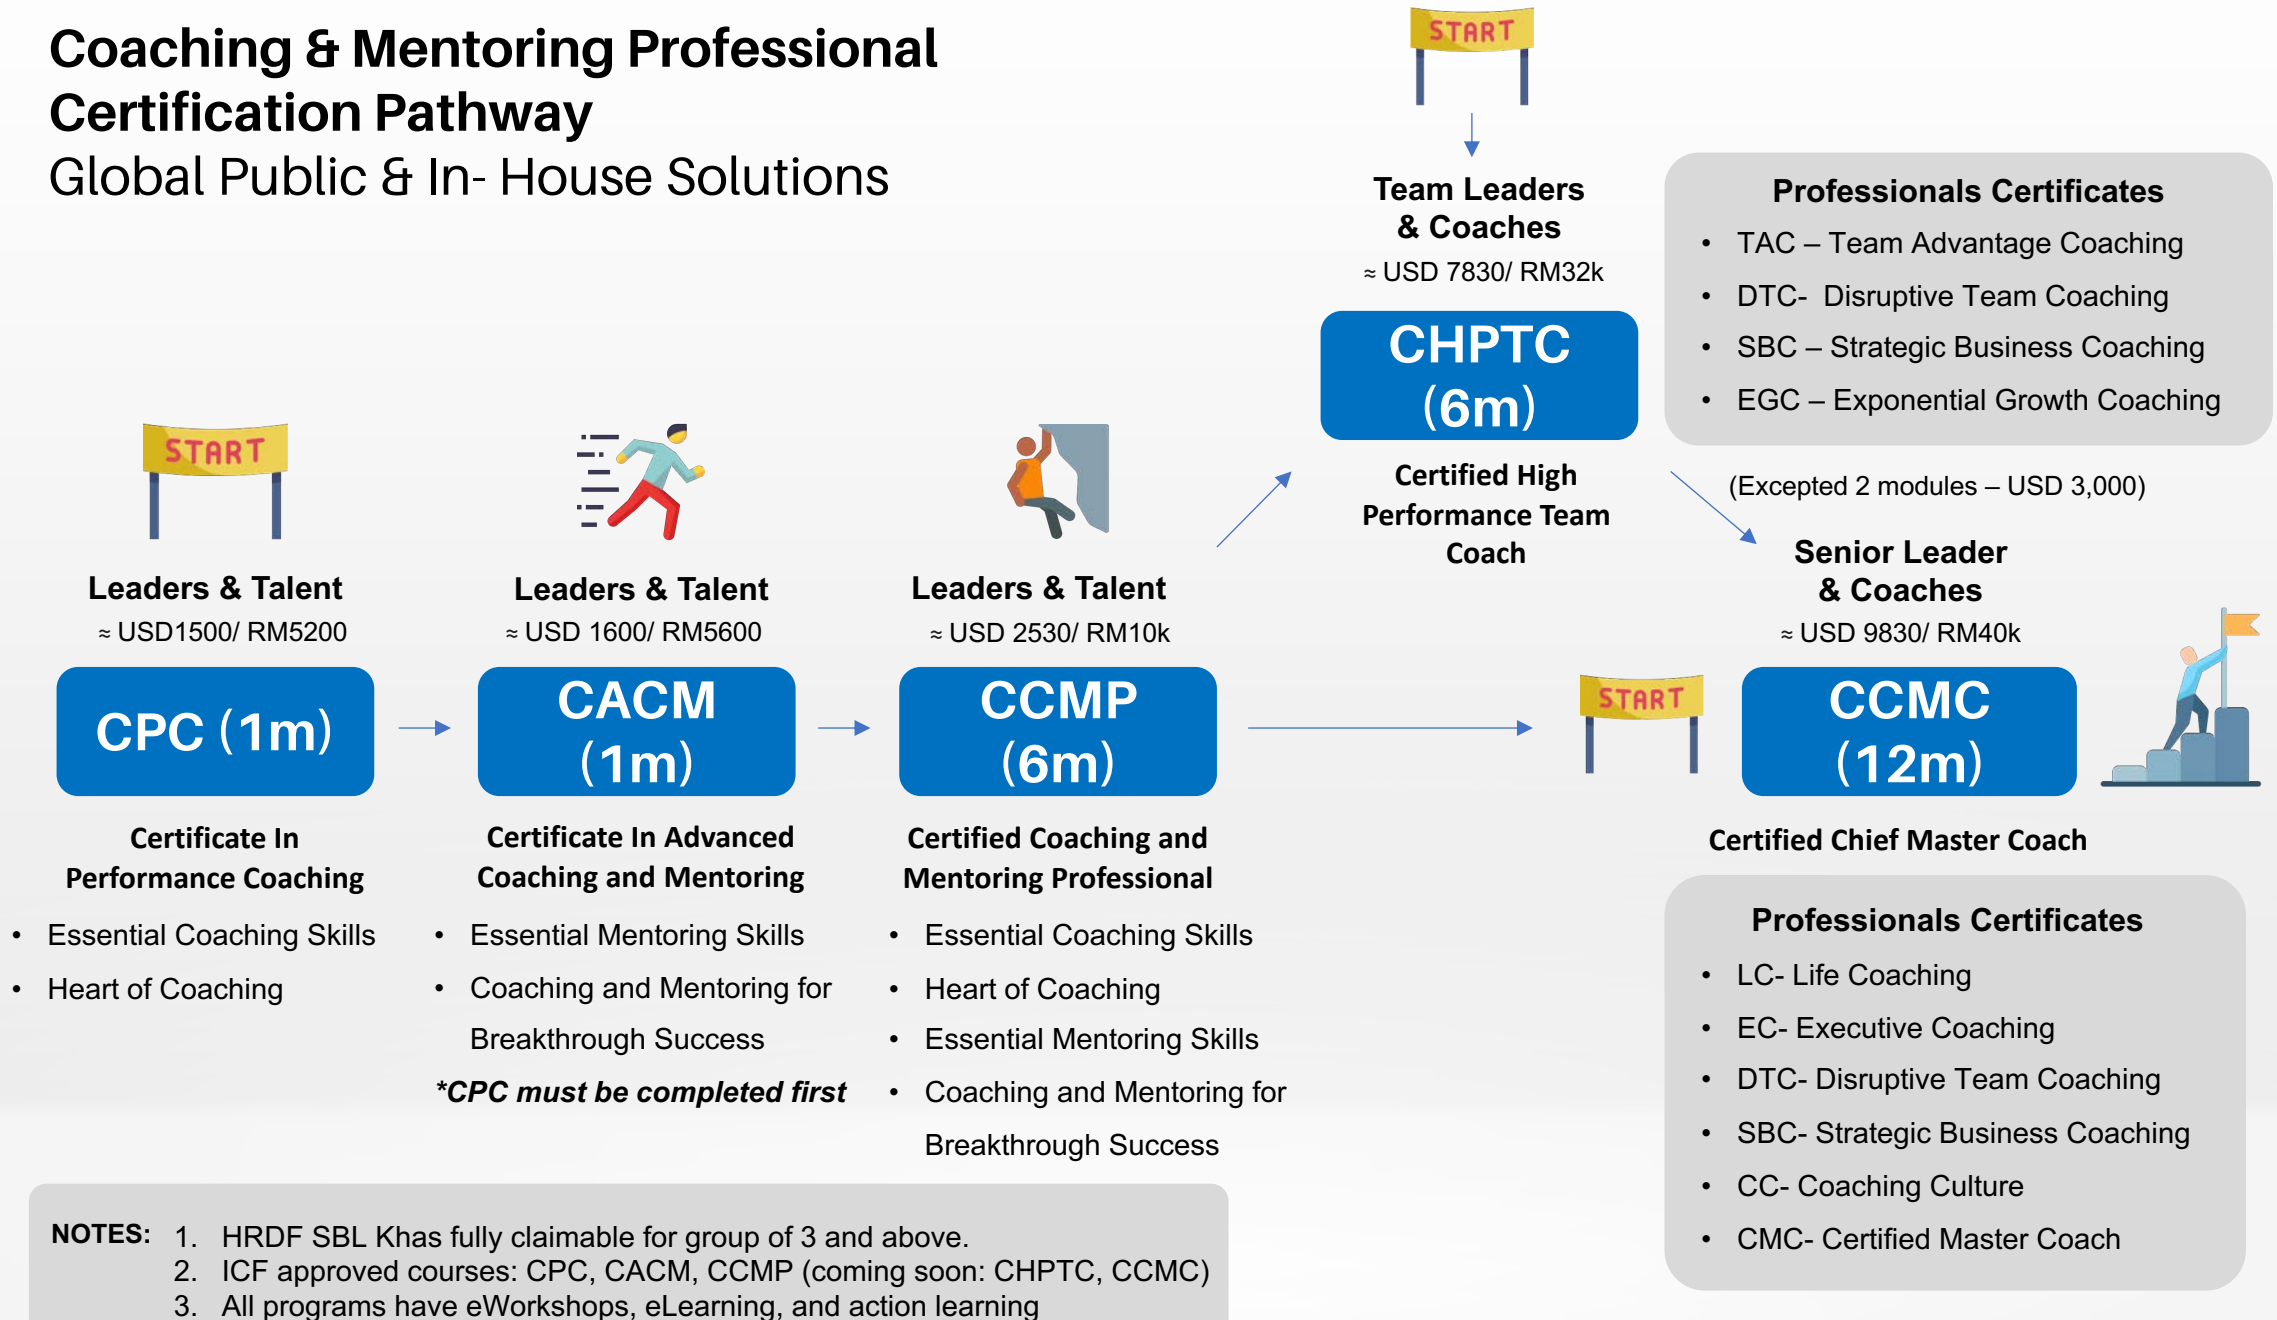 Coaching & Mentoring Professional
Certification Pathway
Global Public & In- House Solutions
START
Team Leaders
& Coaches
≈ USD 7830/ RM32k
CHPTC
(6m)
Certified High
Performance Team
Coach
Professionals Certificates
• TAC – Team Advantage Coaching
• DTC- Disruptive Team Coaching
• SBC – Strategic Business Coaching
• EGC – Exponential Growth Coaching
(Excepted 2 modules – USD 3,000)
START
Leaders & Talent
≈ USD1500/ RM5200
CPC (1m)
Certificate In
Performance Coaching
• Essential Coaching Skills
• Heart of Coaching
Leaders & Talent
≈ USD 1600/ RM5600
CACM
(1m)
Certificate In Advanced
Coaching and Mentoring
• Essential Mentoring Skills
• Coaching and Mentoring for
Breakthrough Success
*CPC must be completed first
Leaders & Talent
≈ USD 2530/ RM10k
CCMP
(6m)
Certified Coaching and
Mentoring Professional
• Essential Coaching Skills
• Heart of Coaching
• Essential Mentoring Skills
• Coaching and Mentoring for
Breakthrough Success
START
Senior Leader
& Coaches
≈ USD 9830/ RM40k
CCMC
(12m)
Certified Chief Master Coach
Professionals Certificates
• LC- Life Coaching
• EC- Executive Coaching
• DTC- Disruptive Team Coaching
• SBC- Strategic Business Coaching
• CC- Coaching Culture
• CMC- Certified Master Coach
NOTES: 1. HRDF SBL Khas fully claimable for group of 3 and above.
2. ICF approved courses: CPC, CACM, CCMP (coming soon: CHPTC, CCMC)
3. All programs have eWorkshops, eLearning, and action learning